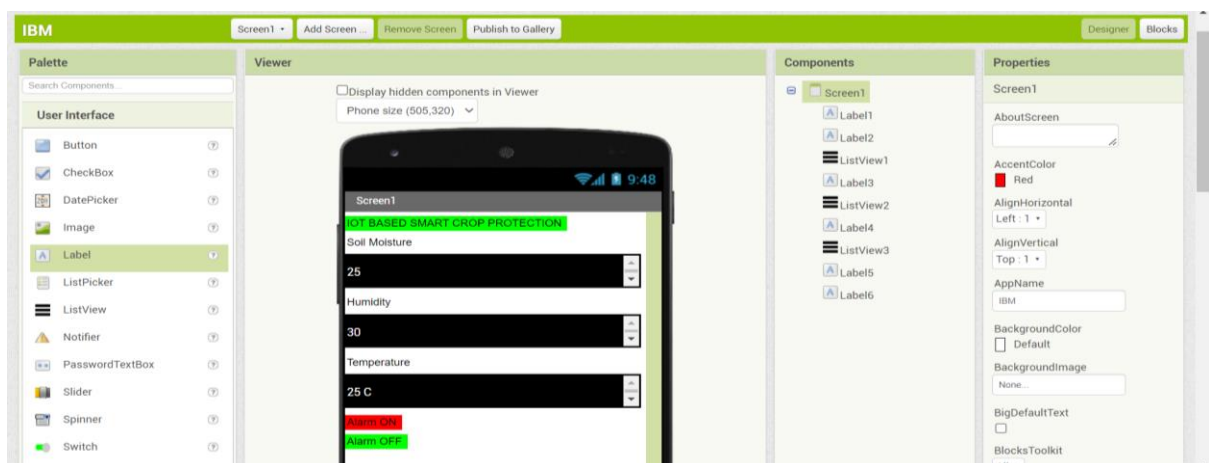 IBM
Screen1 Add Screen ... Remove Screen Publish to Gallery Designer Blocks
Palette
Search Components...
User Interface
Button
CheckBox
DatePicker
Image
Label
ListPicker
ListView
Notifier
PasswordTextBox
Slider
Spinner
Switch
Viewer
Display hidden components in Viewer
Phone size (505,320)
9:48
Screen1
IOT BASED SMART CROP PROTECTION
Soil Moisture
25
Humidity
30
Temperature
25 C
Alarm ON
Alarm OFF
Components
Screen1
Label1
Label2
ListView1
Label3
ListView2
Label4
ListView3
Label5
Label6
Properties
Screen1
AboutScreen
AccentColor
Red
AlignHorizontal
Left : 1
AlignVertical
Top : 1
AppName
IBM
BackgroundColor
Default
BackgroundImage
None...
BigDefaultText
BlocksToolkit